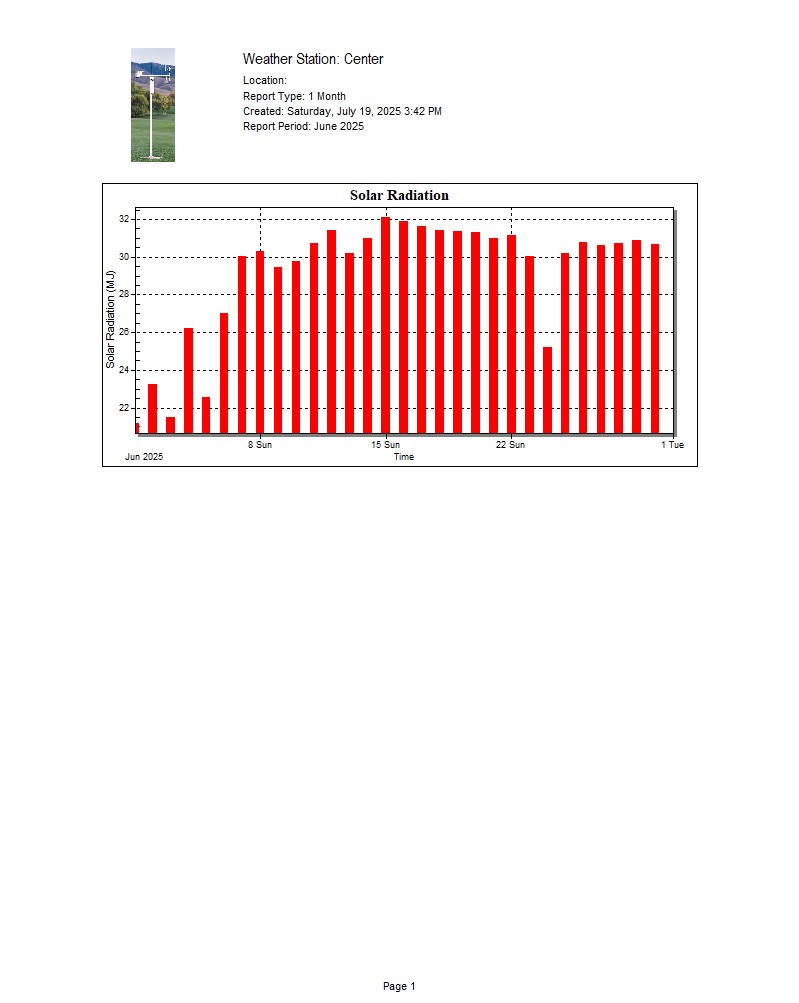 Weather Station: Center
Location:
Report Type: 1 Month
Created: Saturday, July 19, 2025 3:42 PM
Report Period: June 2025
Solar Radiation
Solar Radiation (MJ)
32
30
28
26
24
22
8 Sun 15 Sun 22 Sun 1 Tue
Jun 2025 Time
Page 1